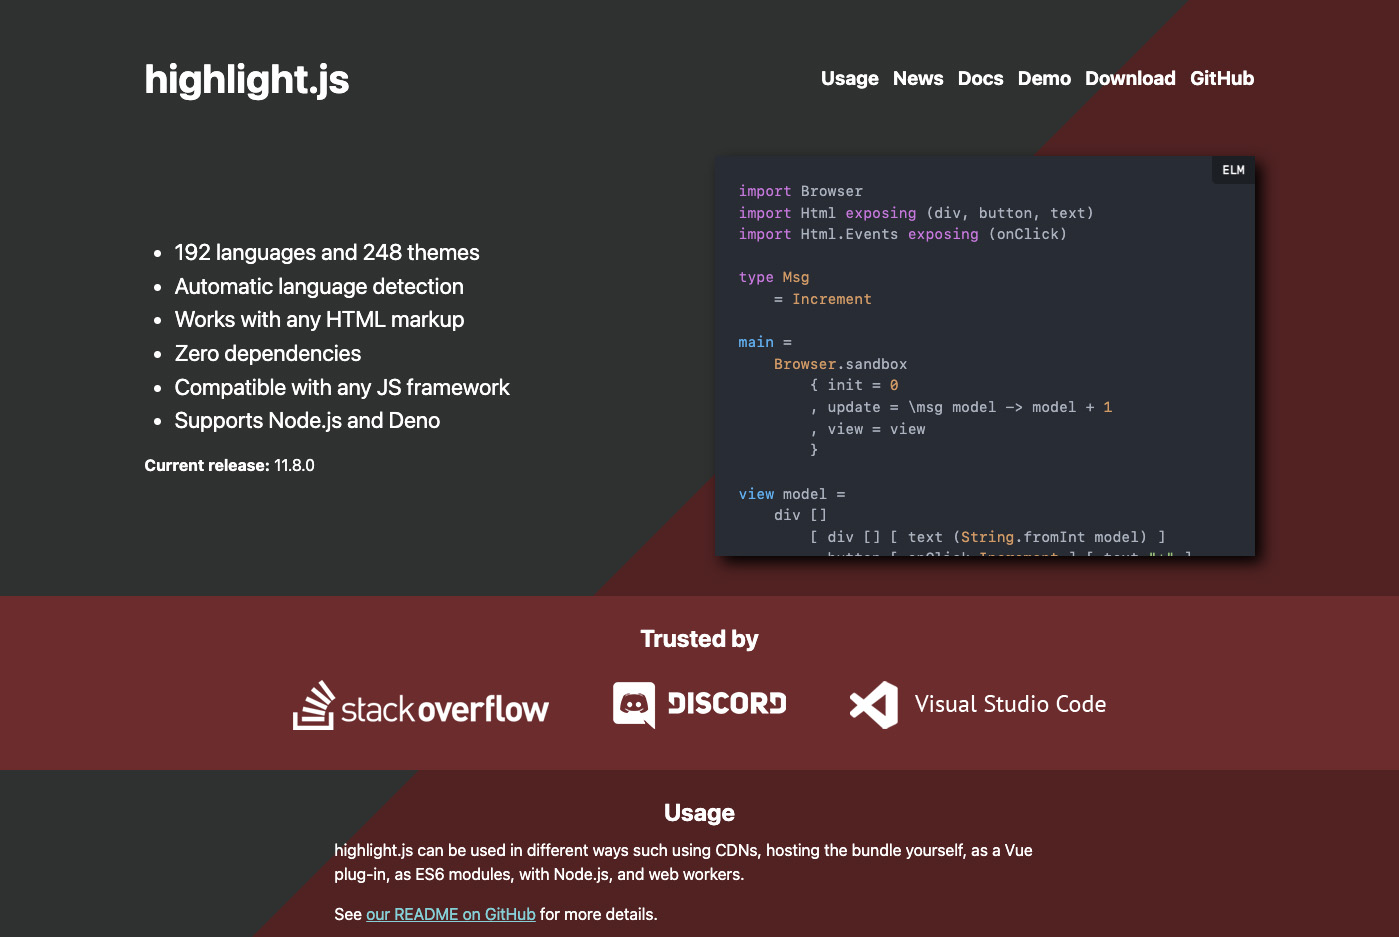 highlight.js
Usage News Docs Demo Download GitHub
192 languages and 248 themes
Automatic language detection
Works with any HTML markup
Zero dependencies
Compatible with any JS framework
Supports Node.js and Deno
Current release: 11.8.0
ELM
import Browser
import Html exposing (div, button, text)
import Html.Events exposing (onClick)
type Msg
    = Increment
main =
    Browser.sandbox
        { init = 0
        , update = \msg model -> model + 1
        , view = view
        }
view model =
    div []
        [ div [] [ text (String.fromInt model) ]
        , button [ onClick Increment ] [ text "+" ]
Trusted by
stackoverflow
DISCORD
Visual Studio Code
Usage
highlight.js can be used in different ways such using CDNs, hosting the bundle yourself, as a Vue
plug-in, as ES6 modules, with Node.js, and web workers.
See our README on GitHub for more details.